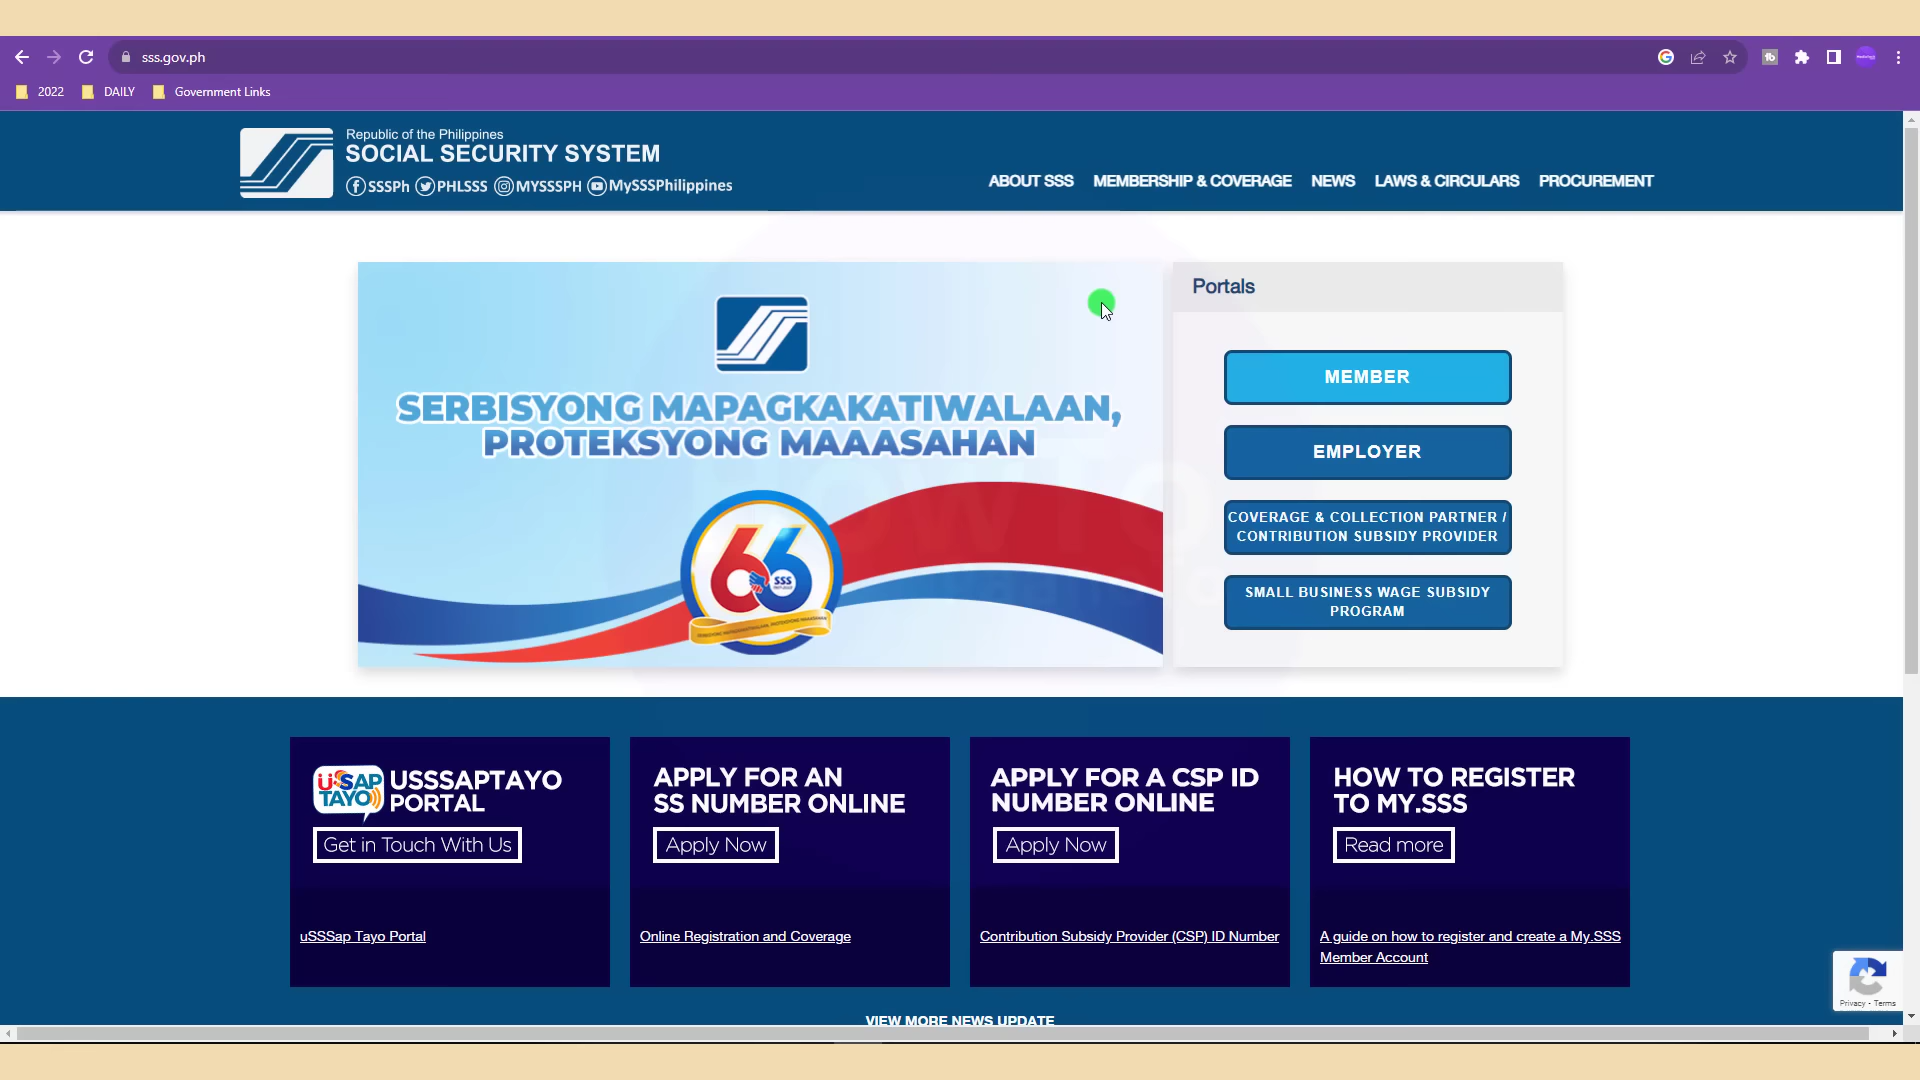 sss.gov.ph
2022 DAILY Government Links
Republic of the Philippines
SOCIAL SECURITY SYSTEM
SSSPh PHLSSS MYSSSPH MySSSPhilippines
ABOUT SSS MEMBERSHIP & COVERAGE NEWS LAWS & CIRCULARS PROCUREMENT
SERBISYONG MAPAGKAKATIWALAAN,
PROTEKSYONG MAAASAHAN
66
SSS
Portals
MEMBER
EMPLOYER
COVERAGE & COLLECTION PARTNER /
CONTRIBUTION SUBSIDY PROVIDER
SMALL BUSINESS WAGE SUBSIDY
PROGRAM
USSAP
TAYO
USSSAPTAYO
PORTAL
Get in Touch With Us
uSSSap Tayo Portal
APPLY FOR AN
SS NUMBER ONLINE
Apply Now
Online Registration and Coverage
APPLY FOR A CSP ID
NUMBER ONLINE
Apply Now
Contribution Subsidy Provider (CSP) ID Number
HOW TO REGISTER
TO MY.SSS
Read more
A guide on how to register and create a My.SSS
Member Account
Privacy - Terms
VIEW MORE NEWS UPDATE